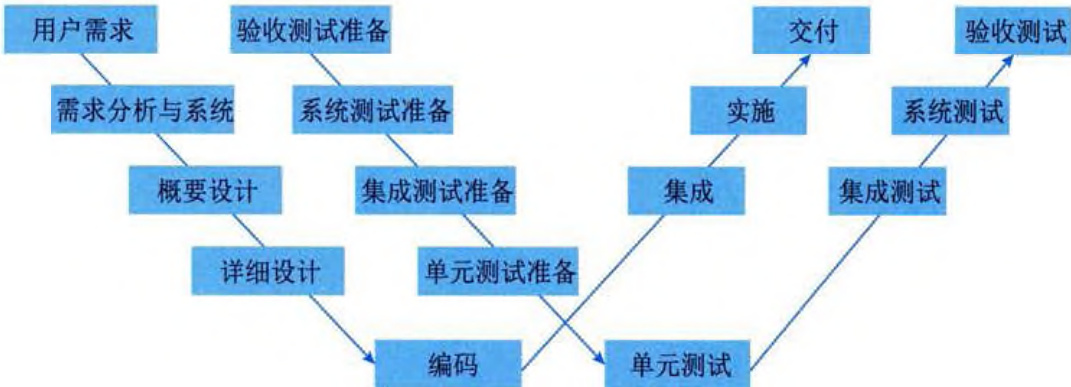 用户需求
验收测试准备
交付
验收测试
需求分析与系统
系统测试准备
实施
系统测试
概要设计
集成测试准备
集成
集成测试
详细设计
单元测试准备
编码
单元测试